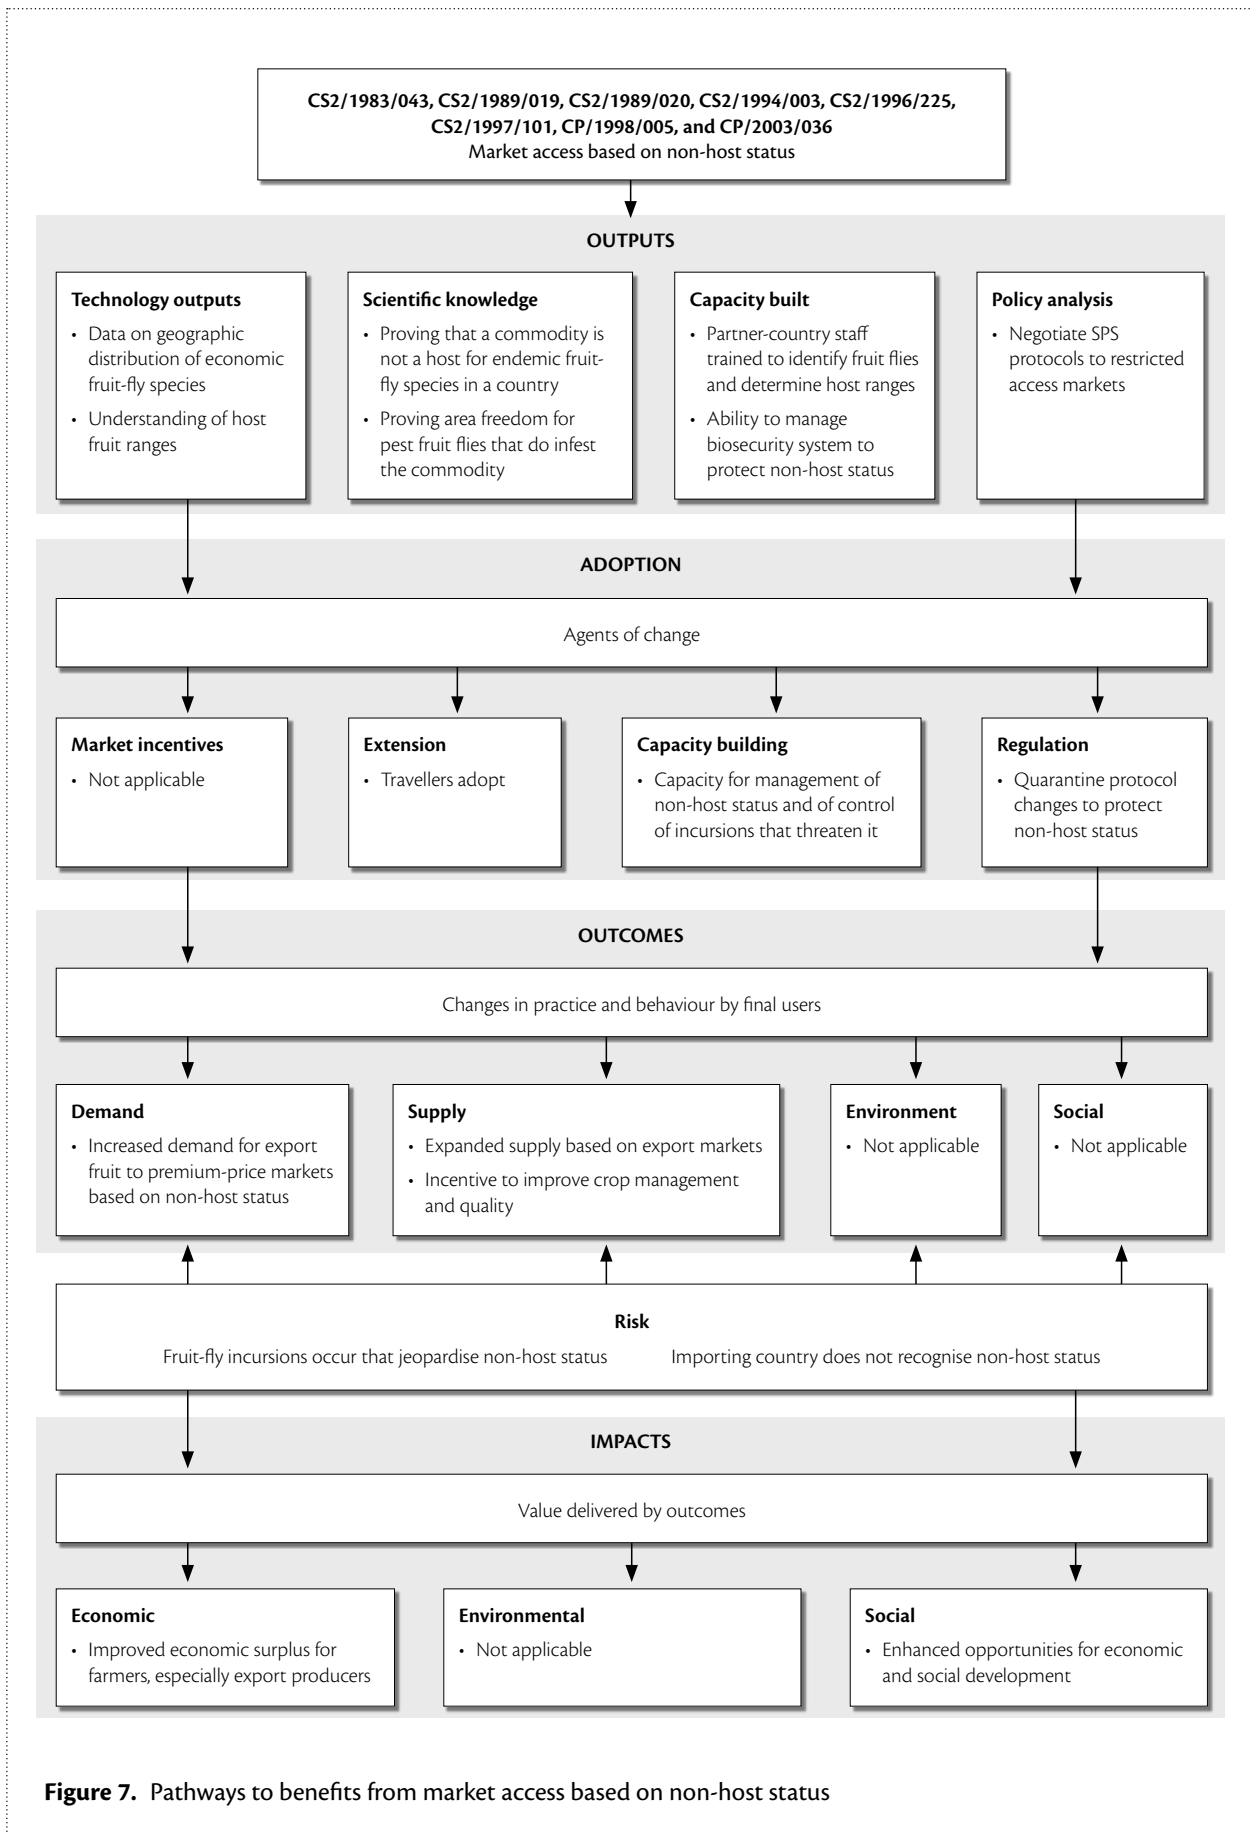 CS2/1983/043, CS2/1989/019, CS2/1989/020, CS2/1994/003, CS2/1996/225,
CS2/1997/101, CP/1998/005, and CP/2003/036
Market access based on non-host status
OUTPUTS
Technology outputs
• Data on geographic
distribution of economic
fruit-fly species
• Understanding of host
fruit ranges
Scientific knowledge
• Proving that a commodity is
not a host for endemic fruit-
fly species in a country
• Proving area freedom for
pest fruit flies that do infest
the commodity
Capacity built
• Partner-country staff
trained to identify fruit flies
and determine host ranges
• Ability to manage
biosecurity system to
protect non-host status
Policy analysis
• Negotiate SPS
protocols to restricted
access markets
ADOPTION
Agents of change
Market incentives
• Not applicable
Extension
• Travellers adopt
Capacity building
• Capacity for management of
non-host status and of control
of incursions that threaten it
Regulation
• Quarantine protocol
changes to protect
non-host status
OUTCOMES
Changes in practice and behaviour by final users
Demand
• Increased demand for export
fruit to premium-price markets
based on non-host status
Supply
• Expanded supply based on export markets
• Incentive to improve crop management
and quality
Environment
• Not applicable
Social
• Not applicable
Risk
Fruit-fly incursions occur that jeopardise non-host status
Importing country does not recognise non-host status
IMPACTS
Value delivered by outcomes
Economic
• Improved economic surplus for
farmers, especially export producers
Environmental
• Not applicable
Social
• Enhanced opportunities for economic
and social development
Figure 7. Pathways to benefits from market access based on non-host status